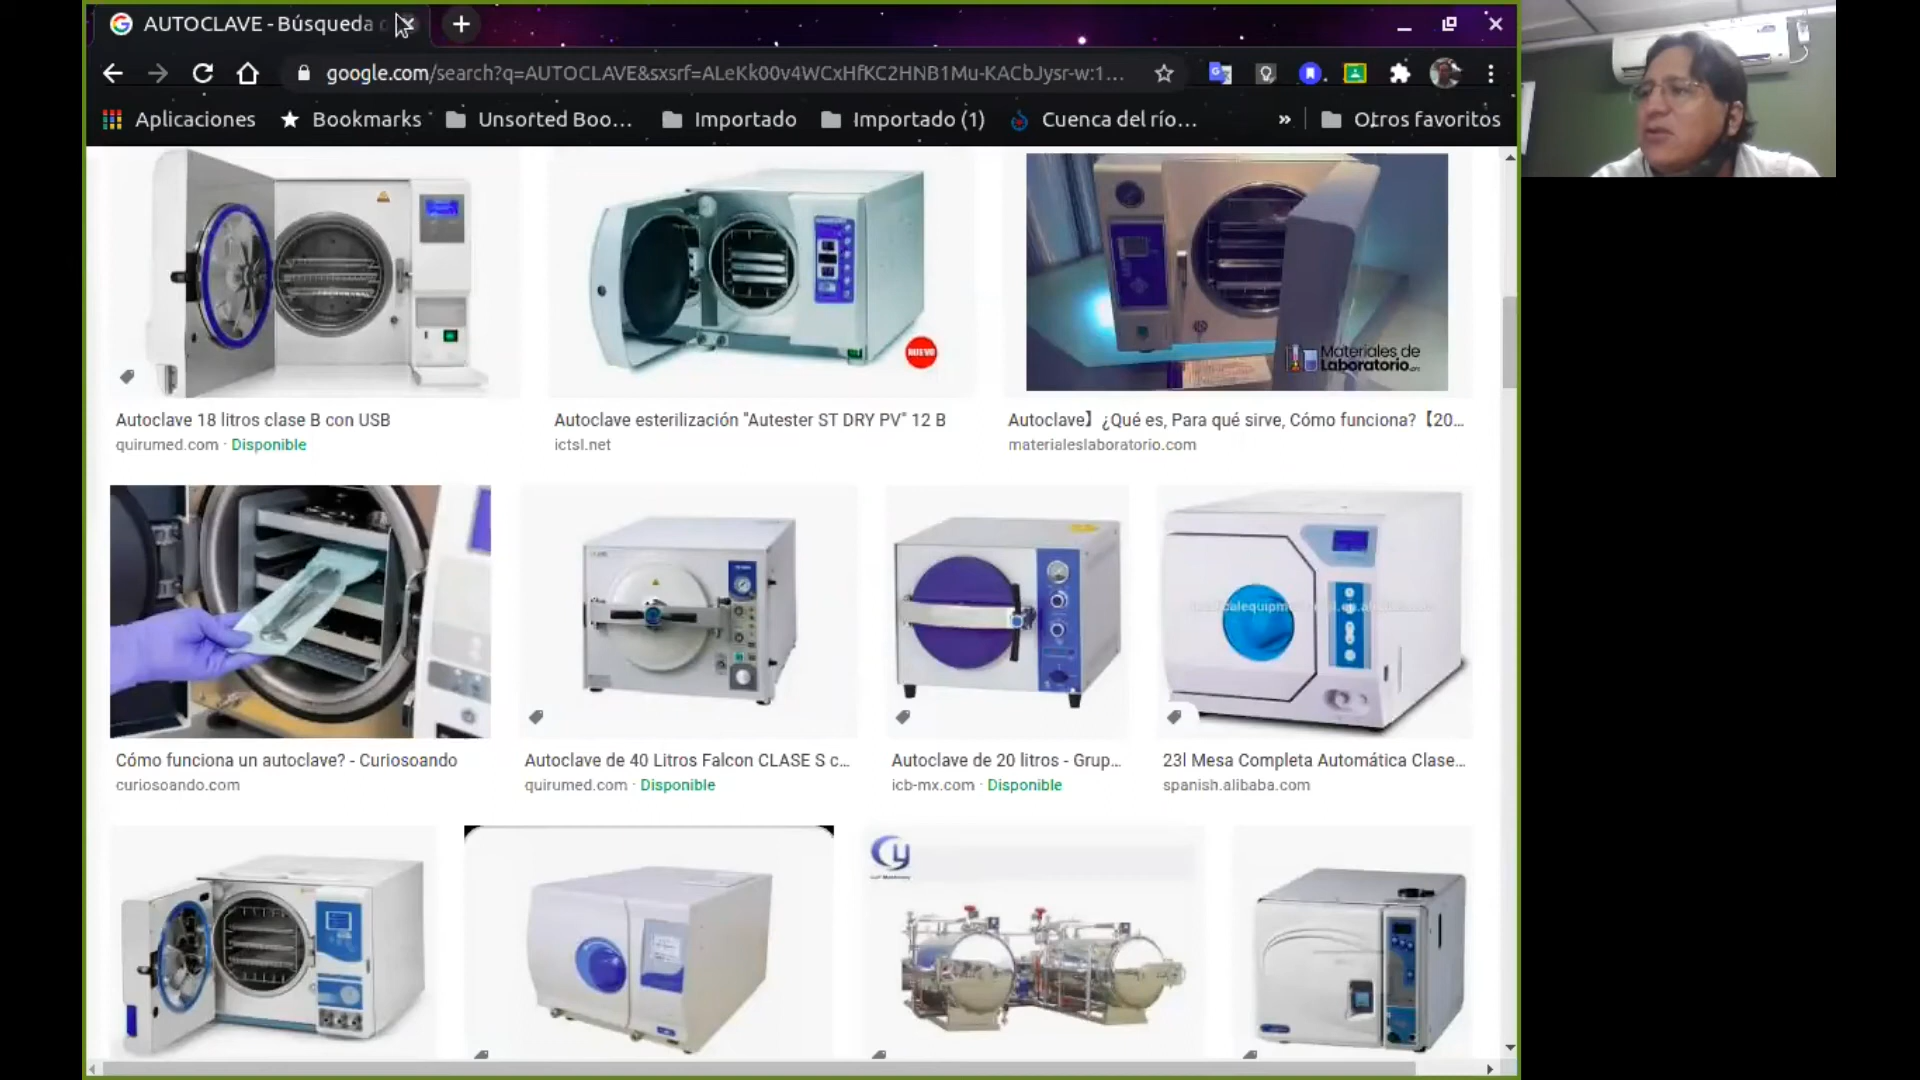 AUTOCLAVE - Búsqueda
google.com/search?q=AUTOCLAVE&sxsrf=ALeKk00v4WCxHfKC2HNB1Mu-KACbJysr-w:1...
Aplicaciones
Bookmarks
Unsorted Boo...
Importado
Importado (1)
Cuenca del río...
»
Otros favoritos
NUEVO
Materiales de
Laboratorio
Autoclave 18 litros clase B con USB
quirumed.com · Disponible
Autoclave esterilización "Autester ST DRY PV" 12 B
ictsl.net
Autoclave】¿Qué es, Para qué sirve, Cómo funciona?【20...
materialeslaboratorio.com
Cómo funciona un autoclave? - Curiosoando
curiosoando.com
Autoclave de 40 Litros Falcon CLASE S c...
quirumed.com · Disponible
Autoclave de 20 litros - Grup...
icb-mx.com · Disponible
23l Mesa Completa Automática Clase...
spanish.alibaba.com